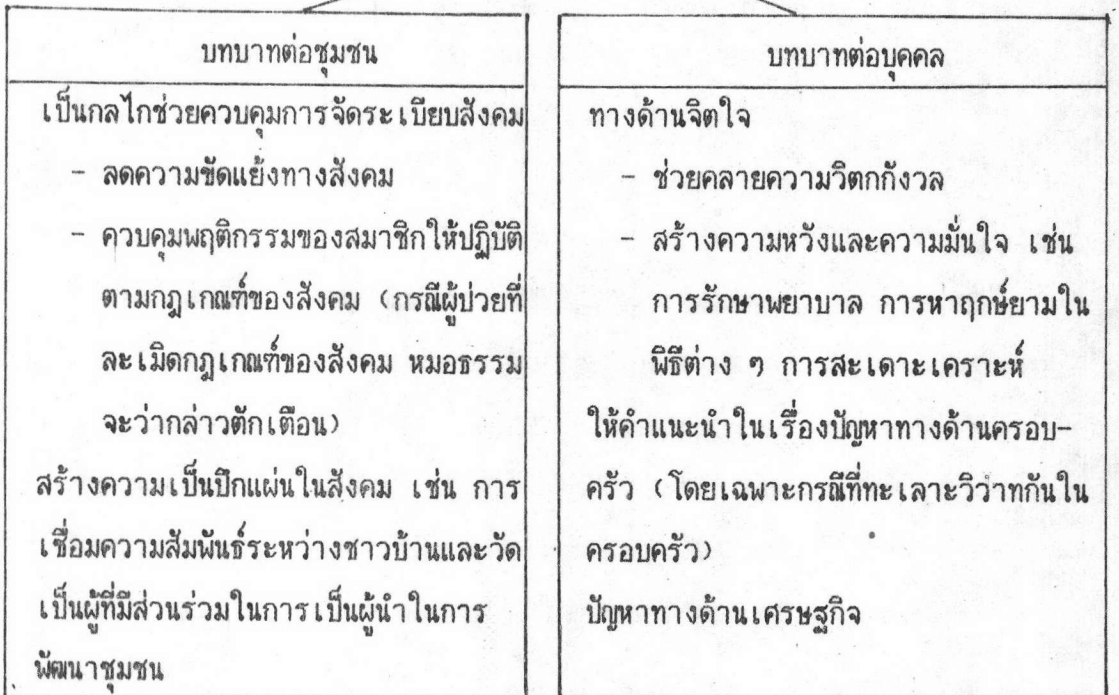 บทบาทต่อชุมชน
เป็นกลไกช่วยควบคุมการจัดระเบียบสังคม
- ลดความขัดแย้งทางสังคม
- ควบคุมพฤติกรรมของสมาชิกให้ปฏิบัติ
ตามกฎเกณฑ์ของสังคม (กรณีผู้ป่วยที่
ละเมิดกฎเกณฑ์ของสังคม หมอธรรม
จะว่ากล่าวตักเตือน)
สร้างความเป็นปึกแผ่นในสังคม เช่น การ
เชื่อมความสัมพันธ์ระหว่างชาวบ้านและวัด
เป็นผู้ที่มีส่วนร่วมในการเป็นผู้นำในการ
พัฒนาชุมชน
บทบาทต่อบุคคล
ทางด้านจิตใจ
- ช่วยคลายความวิตกกังวล
- สร้างความหวังและความมั่นใจ เช่น
การรักษาพยาบาล การหาฤกษ์ยามใน
พิธีต่าง ๆ การสะเดาะเคราะห์
ให้คำแนะนำในเรื่องปัญหาทางด้านครอบ-
ครัว (โดยเฉพาะกรณีที่ทะเลาะวิวาทกันใน
ครอบครัว)
ปัญหาทางด้านเศรษฐกิจ